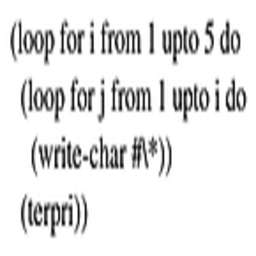 (loop for i from 1 upto 5 do
(loop for j from 1 upto i do
(write-char #\*))
(terpri))